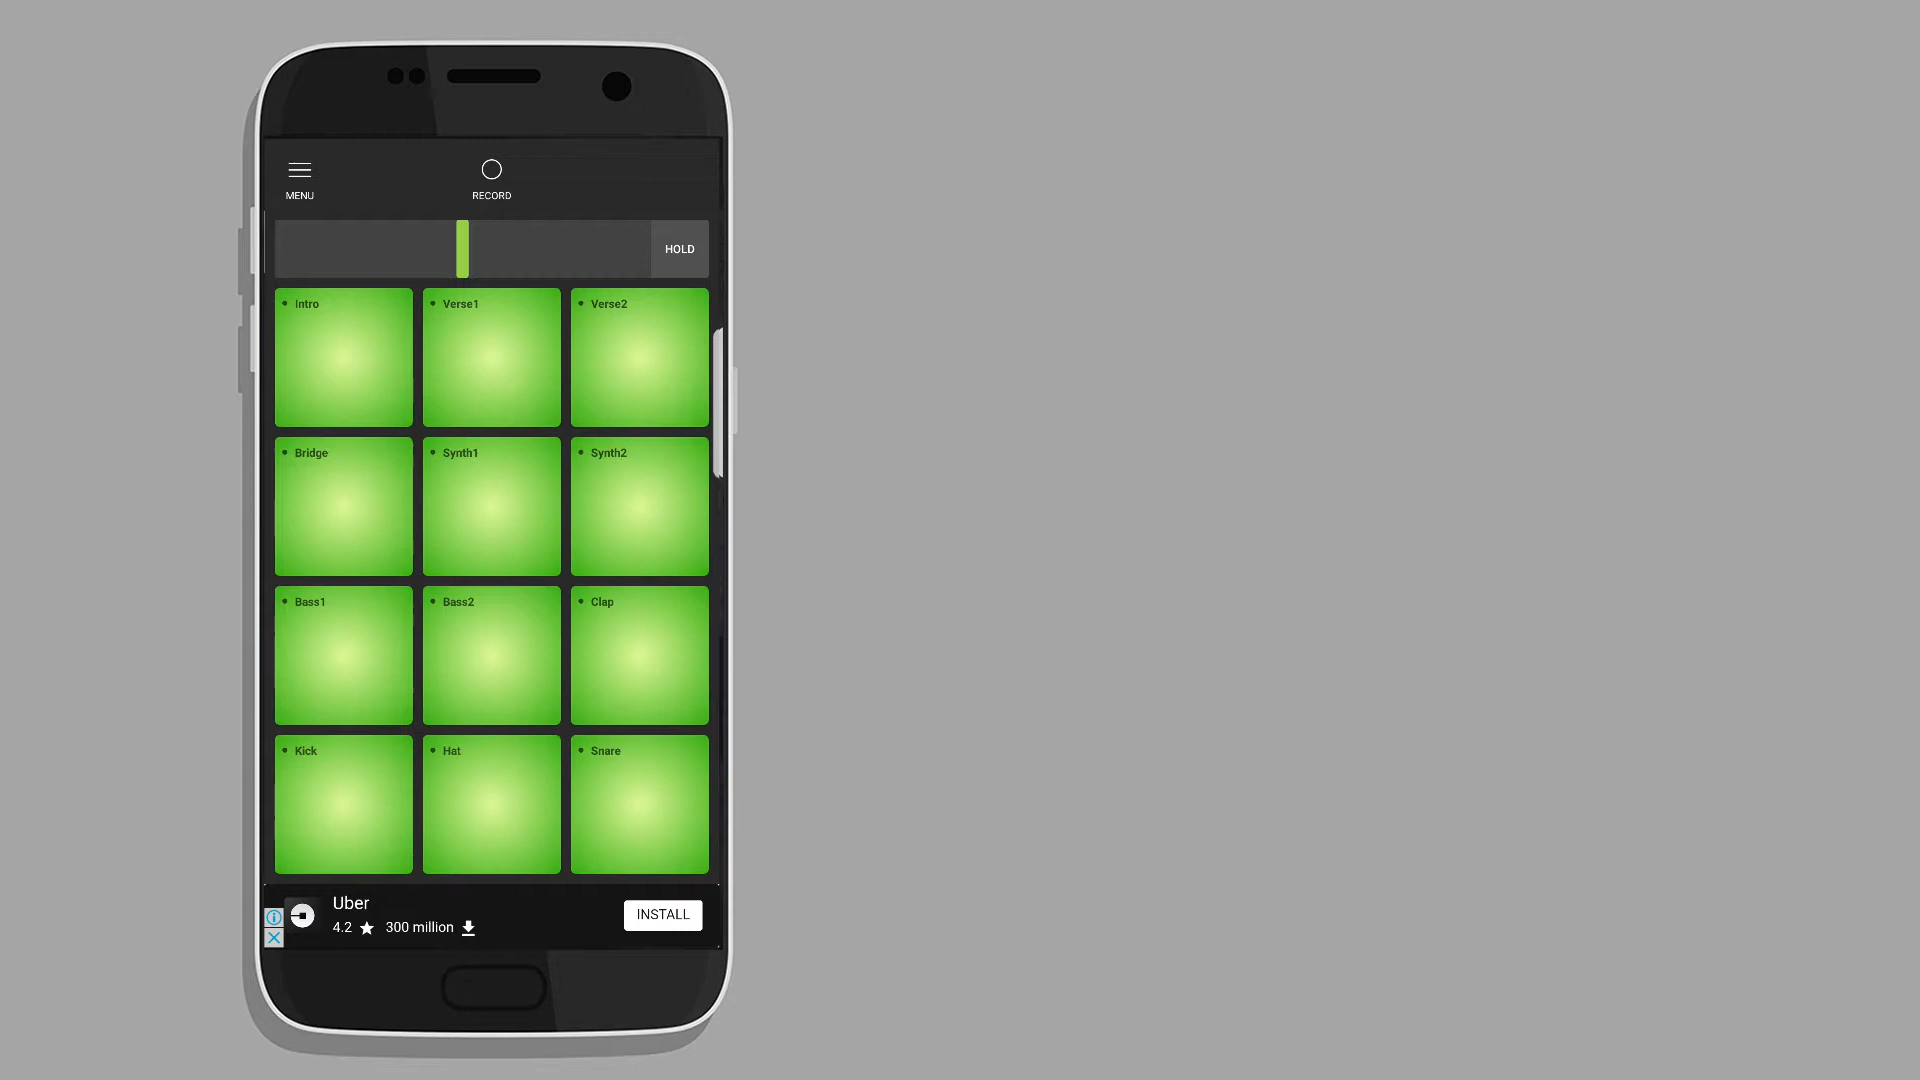 MENU
RECORD
HOLD
Intro
Verse1
Verse2
Bridge
Synth1
Synth2
Bass1
Bass2
Clap
Kick
Hat
Snare
Uber
4.2 300 million
INSTALL